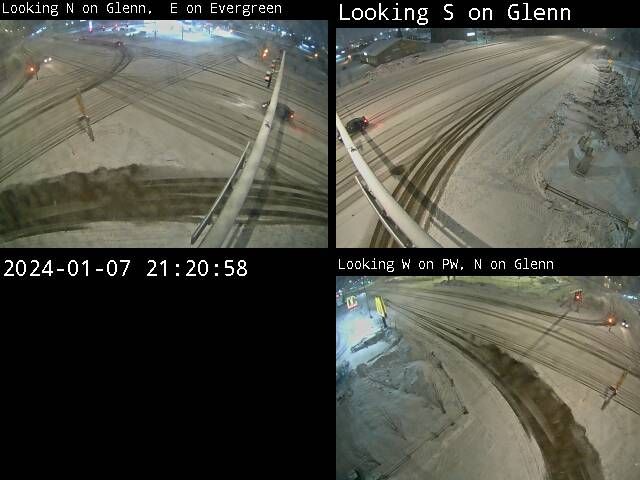 Looking N on Glenn, E on Evergreen
Looking S on Glenn
2024-01-07 21:20:58
Looking W on PW, N on Glenn